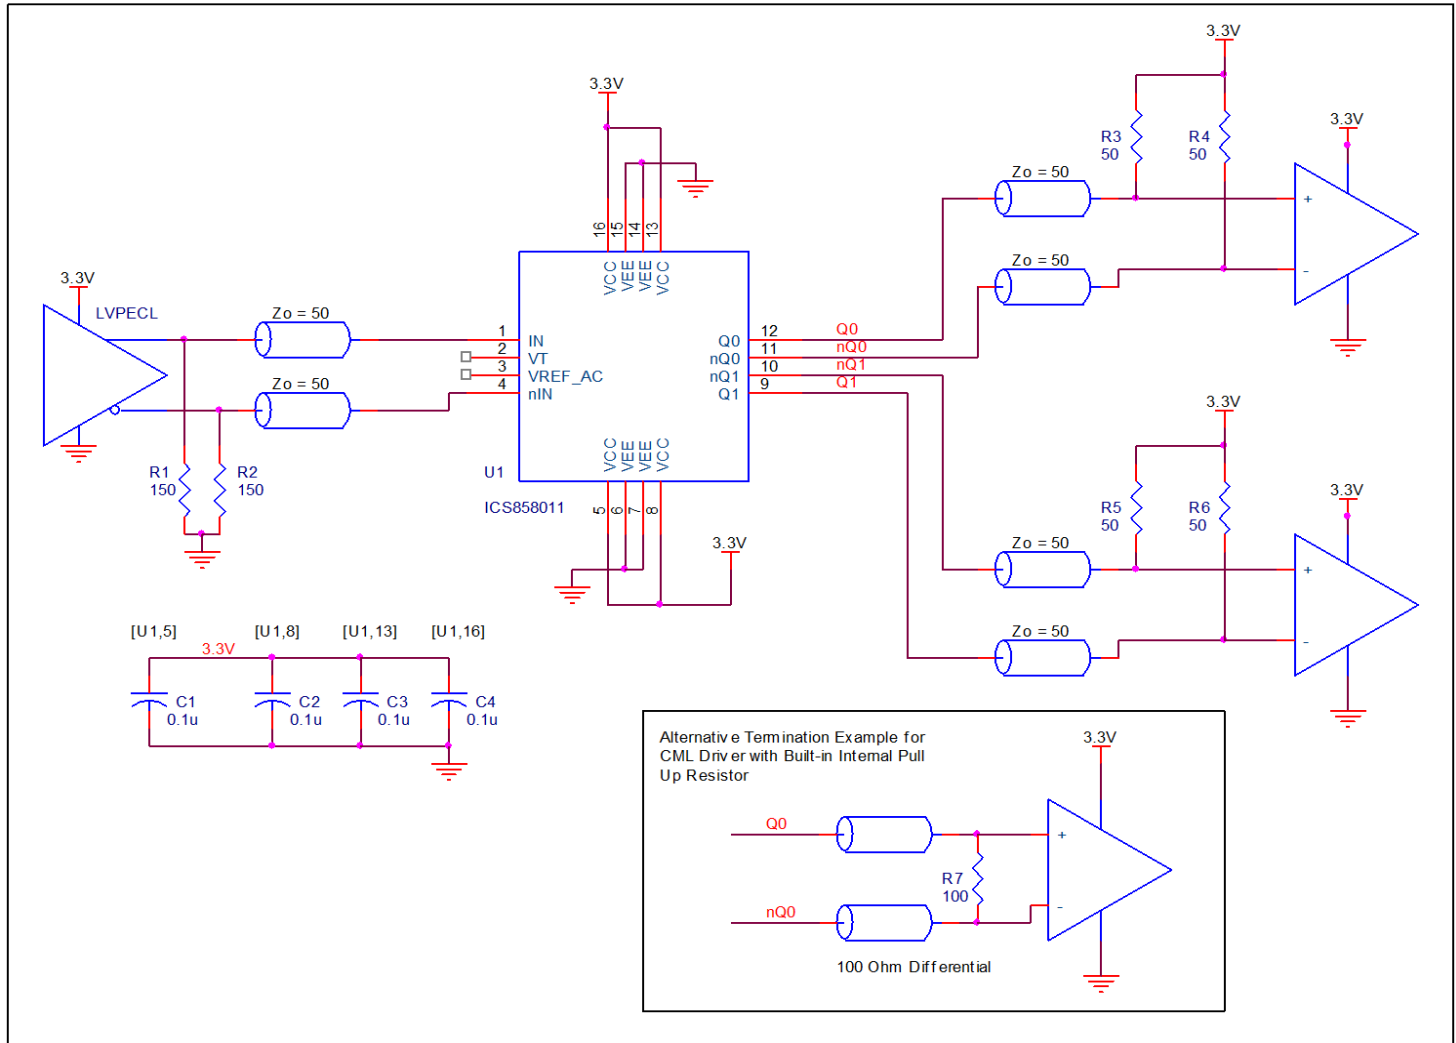 3.3V
LVPECL
Zo = 50
Zo = 50
R1
150
R2
150
3.3V
16
15
14
13
VCC
VEE
VEE
VCC
1
IN
2
VT
3
VREF_AC
4
nIN
12
Q0
Q0
11
nQ0
nQ0
10
nQ1
nQ1
9
Q1
Q1
VCC
VEE
VEE
VCC
5
6
7
8
U1
ICS858011
3.3V
3.3V
R3
50
R4
50
Zo = 50
Zo = 50
3.3V
+
-
3.3V
R5
50
R6
50
Zo = 50
Zo = 50
3.3V
+
-
[U1,5]
[U1,8]
[U1,13]
[U1,16]
3.3V
C1
0.1u
C2
0.1u
C3
0.1u
C4
0.1u
Alternative Termination Example for
CML Driver with Built-in Internal Pull
Up Resistor
3.3V
Q0
nQ0
R7
100
+
-
100 Ohm Differential